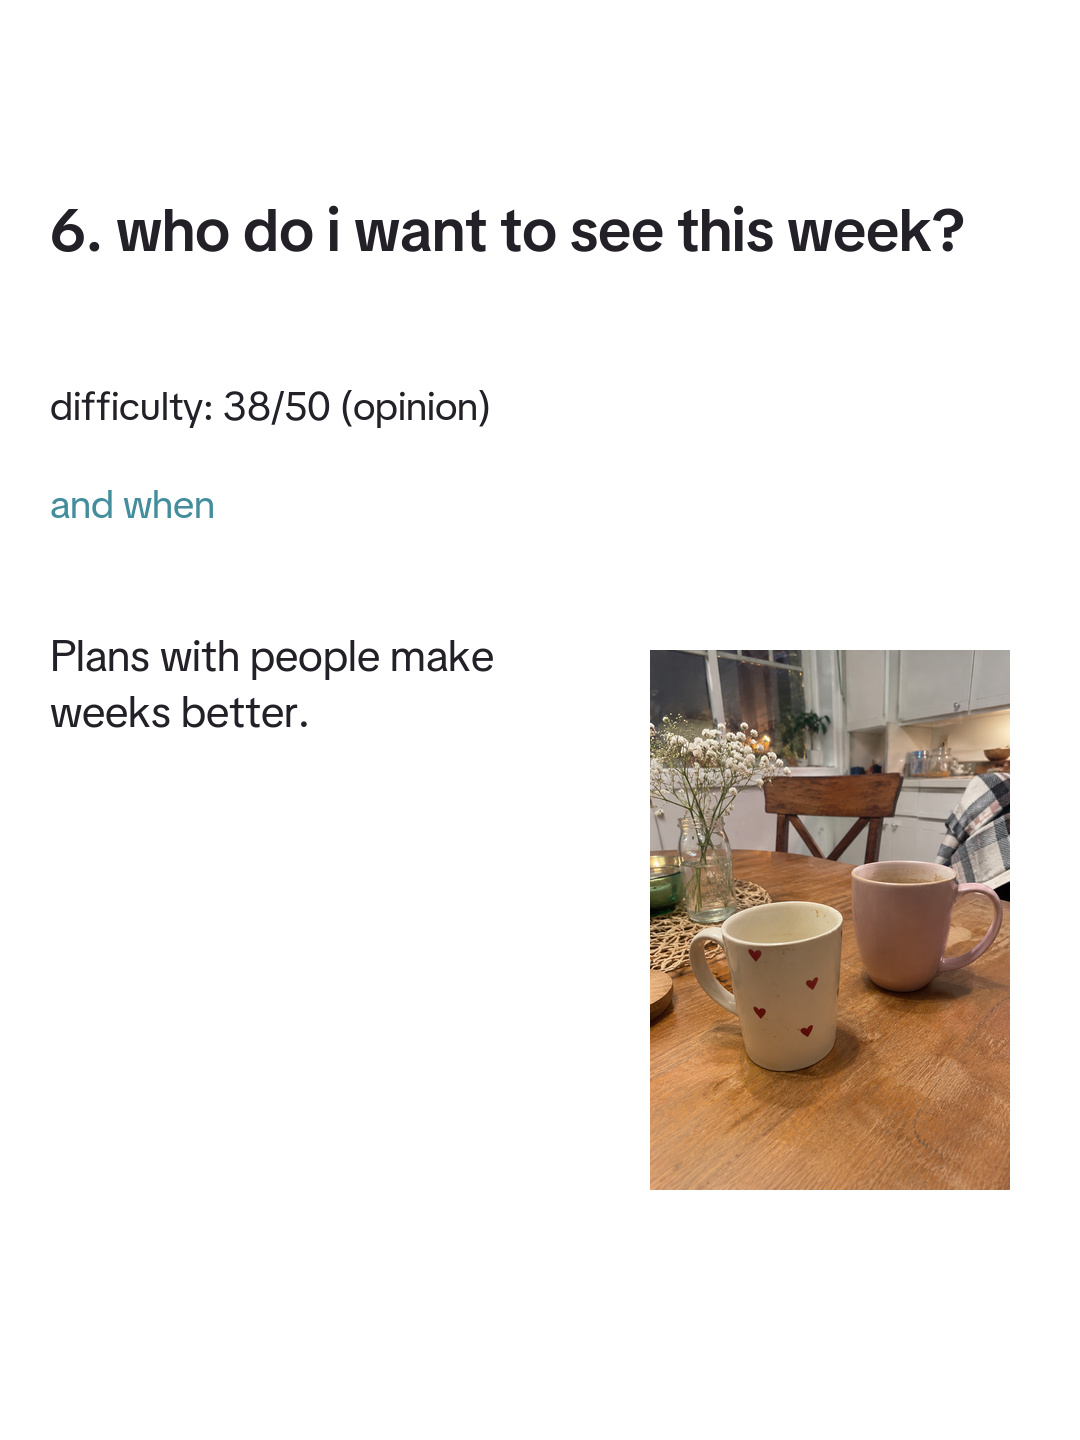 6. who do i want to see this week?
difficulty: 38/50 (opinion)
and when
Plans with people make
weeks better.